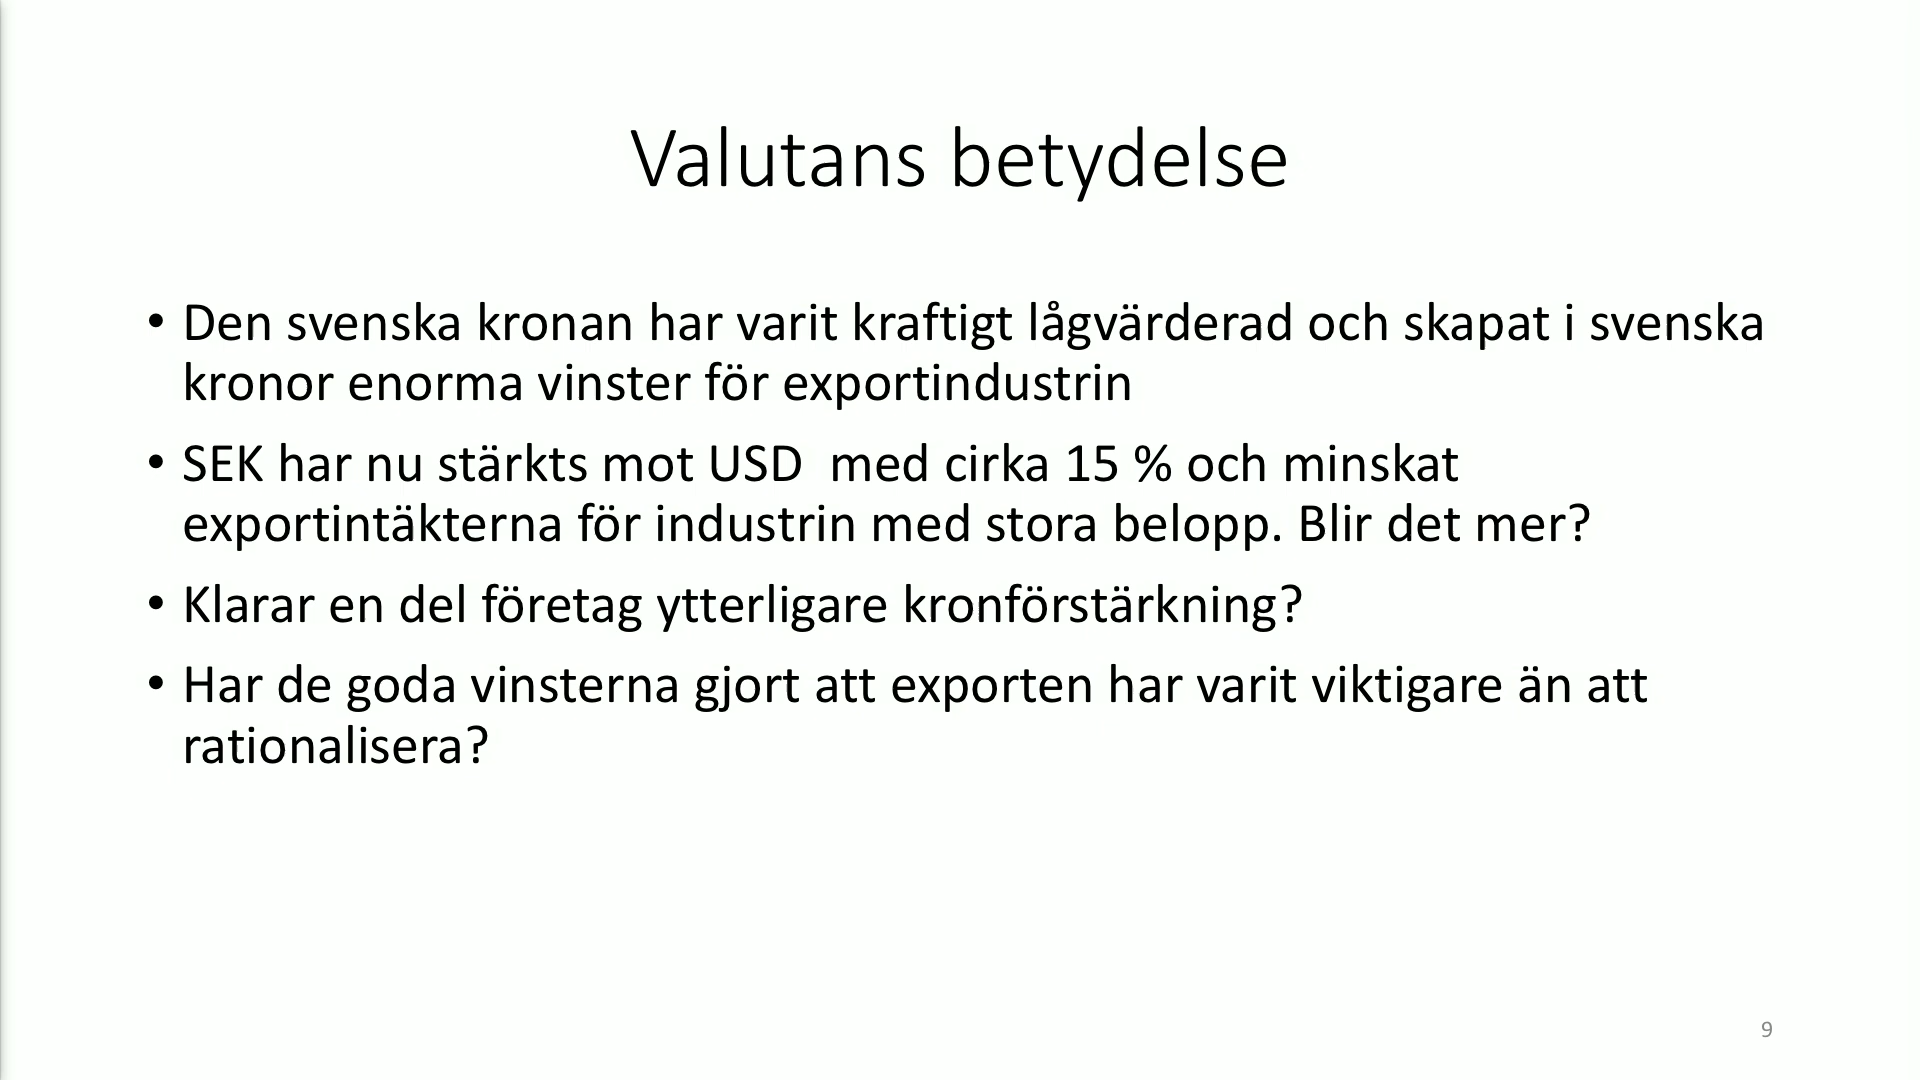 Valutans betydelse
• Den svenska kronan har varit kraftigt lågvärderad och skapat i svenska
kronor enorma vinster för exportindustrin
• SEK har nu stärkts mot USD  med cirka 15 % och minskat
exportintäkterna för industrin med stora belopp. Blir det mer?
• Klarar en del företag ytterligare kronförstärkning?
• Har de goda vinsterna gjort att exporten har varit viktigare än att
rationalisera?
9